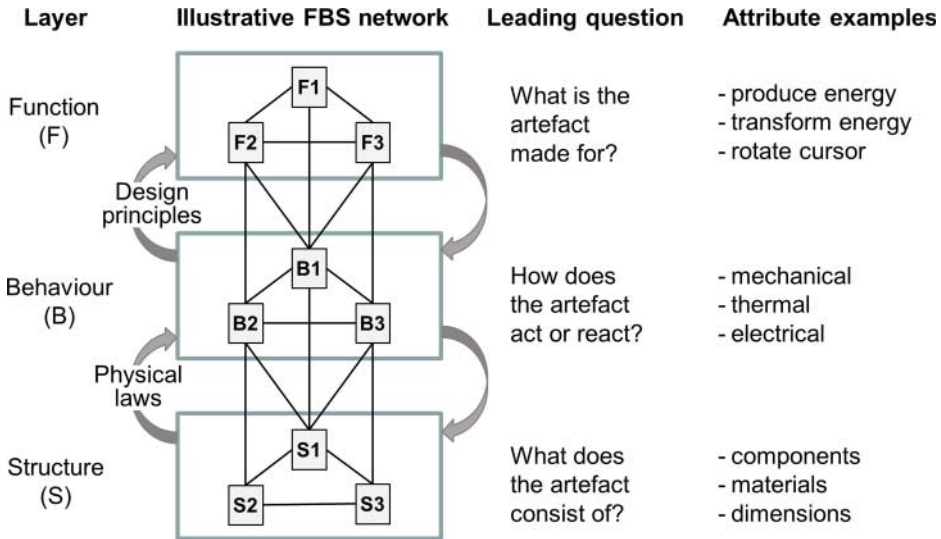 Layer Illustrative FBS network Leading question Attribute examples
F1
Function
(F)
What is the
artefact
made for?
- produce energy
- transform energy
- rotate cursor
F2 F3
Design
principles
B1
Behaviour
(B)
How does
the artefact
act or react?
- mechanical
- thermal
- electrical
B2 B3
Physical
laws
S1
Structure
(S)
What does
the artefact
consist of?
- components
- materials
- dimensions
S2 S3